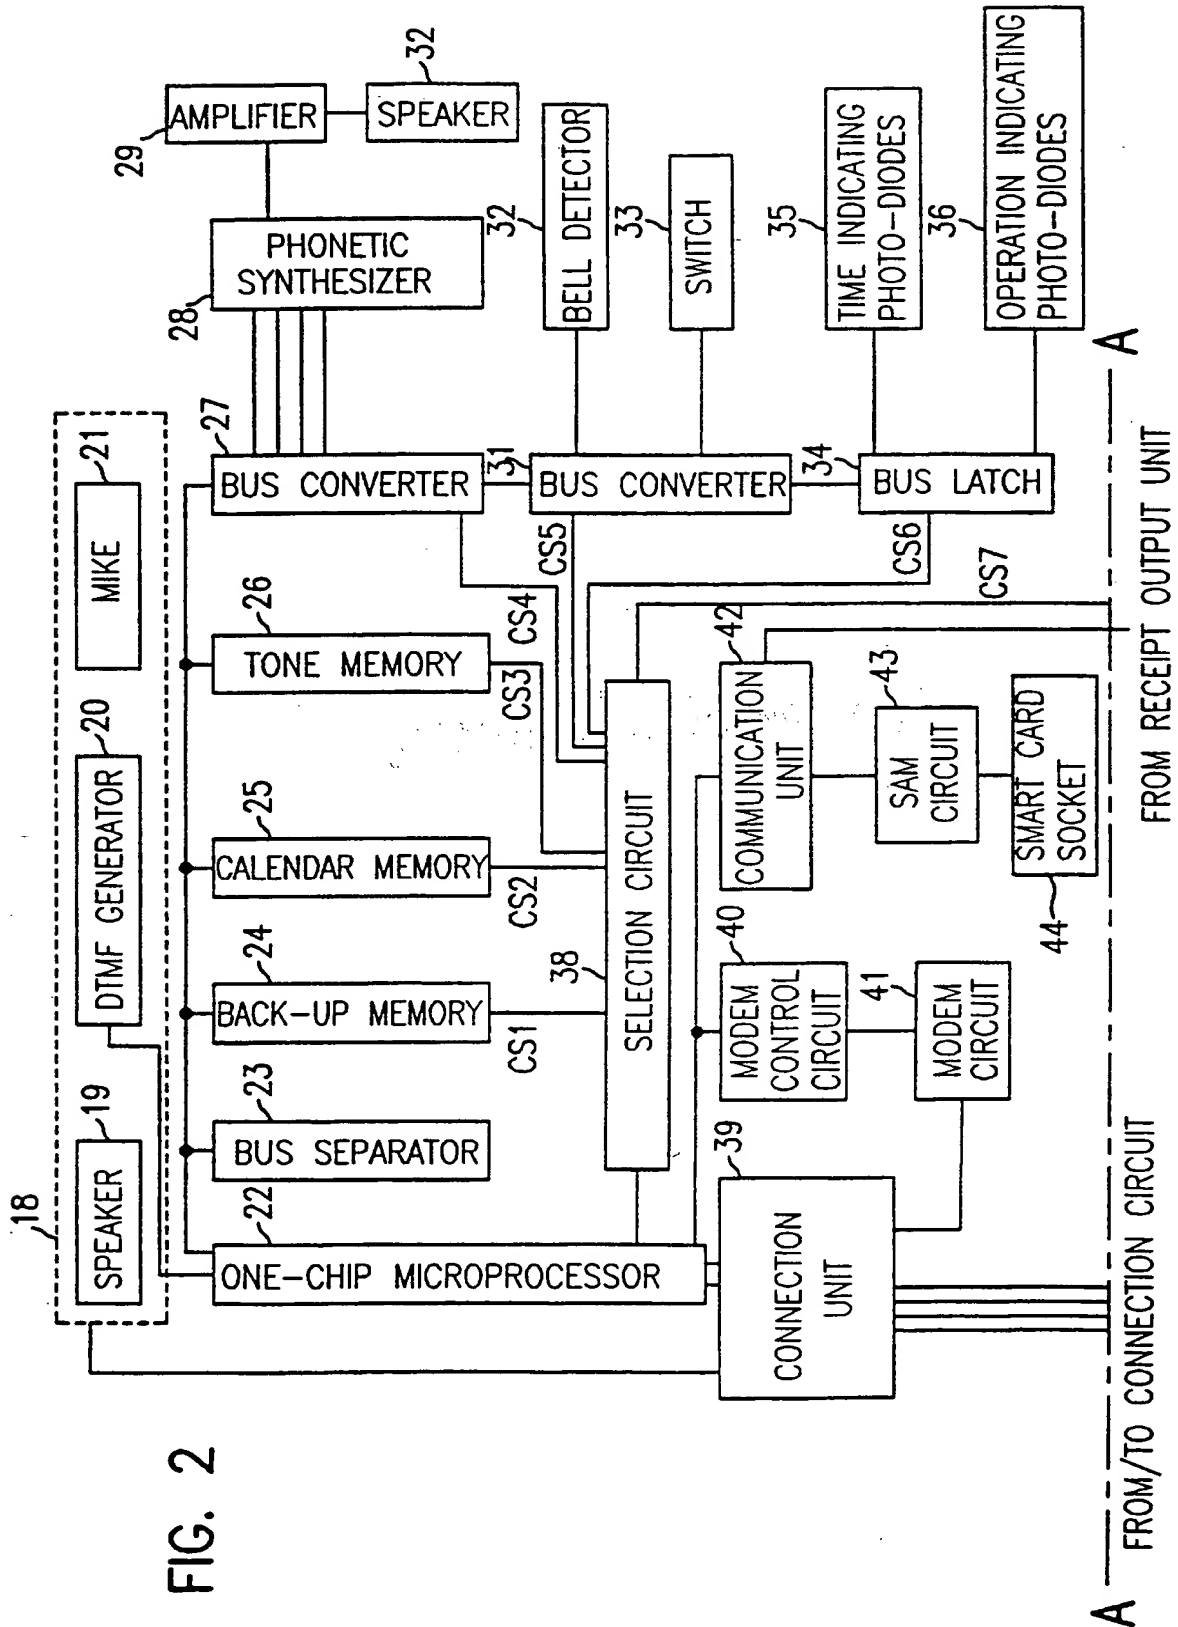 FIG. 2
18
SPEAKER
19
DTMF GENERATOR
20
MIKE
21
ONE-CHIP MICROPROCESSOR
22
BUS SEPARATOR
23
BACK-UP MEMORY
24
CALENDAR MEMORY
25
TONE MEMORY
26
BUS CONVERTER
27
PHONETIC
SYNTHESIZER
28
AMPLIFIER
29
SPEAKER
32
BUS CONVERTER
31
BELL DETECTOR
32
SWITCH
33
BUS LATCH
34
TIME INDICATING
PHOTO-DIODES
35
OPERATION INDICATING
PHOTO-DIODES
36
CS1
CS2
CS3
CS4
CS5
CS6
CS7
SELECTION CIRCUIT
38
CONNECTION
UNIT
39
MODEM
CONTROL
CIRCUIT
40
MODEM
CIRCUIT
41
COMMUNICATION
UNIT
42
SAM
CIRCUIT
43
SMART CARD
SOCKET
44
A
A
FROM/TO CONNECTION CIRCUIT
FROM RECEIPT OUTPUT UNIT